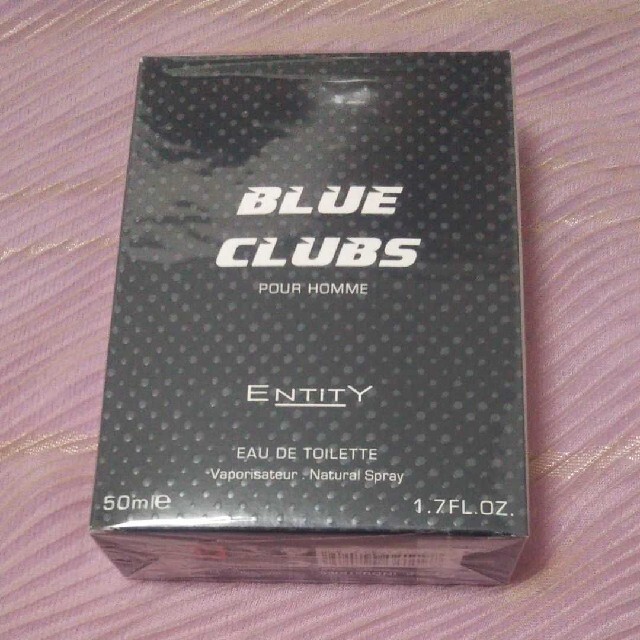 BLUE
CLUBS
POUR HOMME
ENTITY
EAU DE TOILETTE
Vaporisateur . Natural Spray
50ml℮ 1.7FL.OZ.